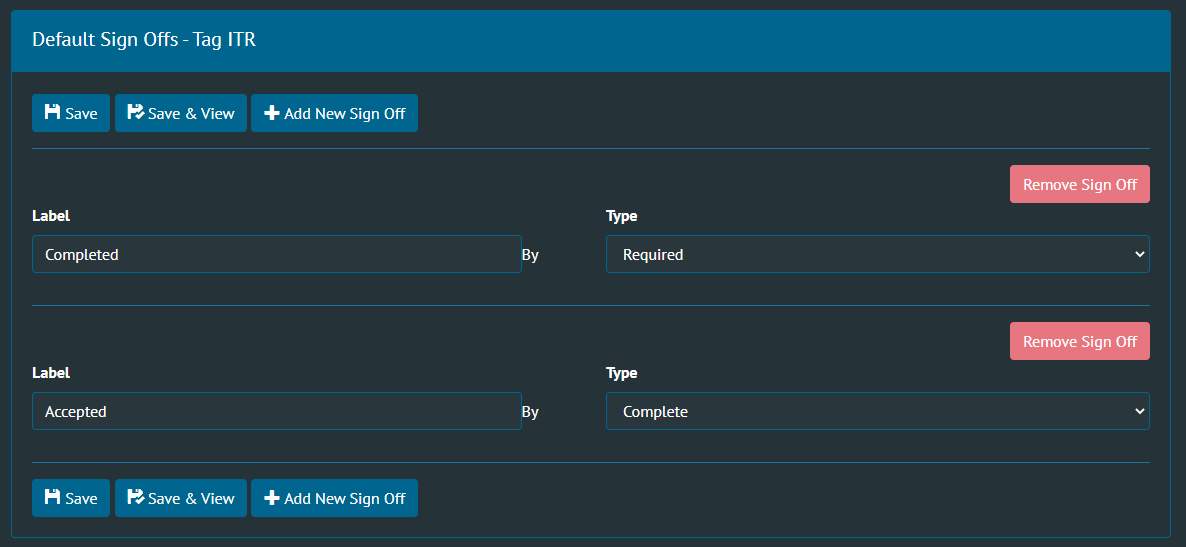 Default Sign Offs - Tag ITR
Save Save & View Add New Sign Off
Remove Sign Off
Label Type
Completed By Required
Remove Sign Off
Label Type
Accepted By Complete
Save Save & View Add New Sign Off